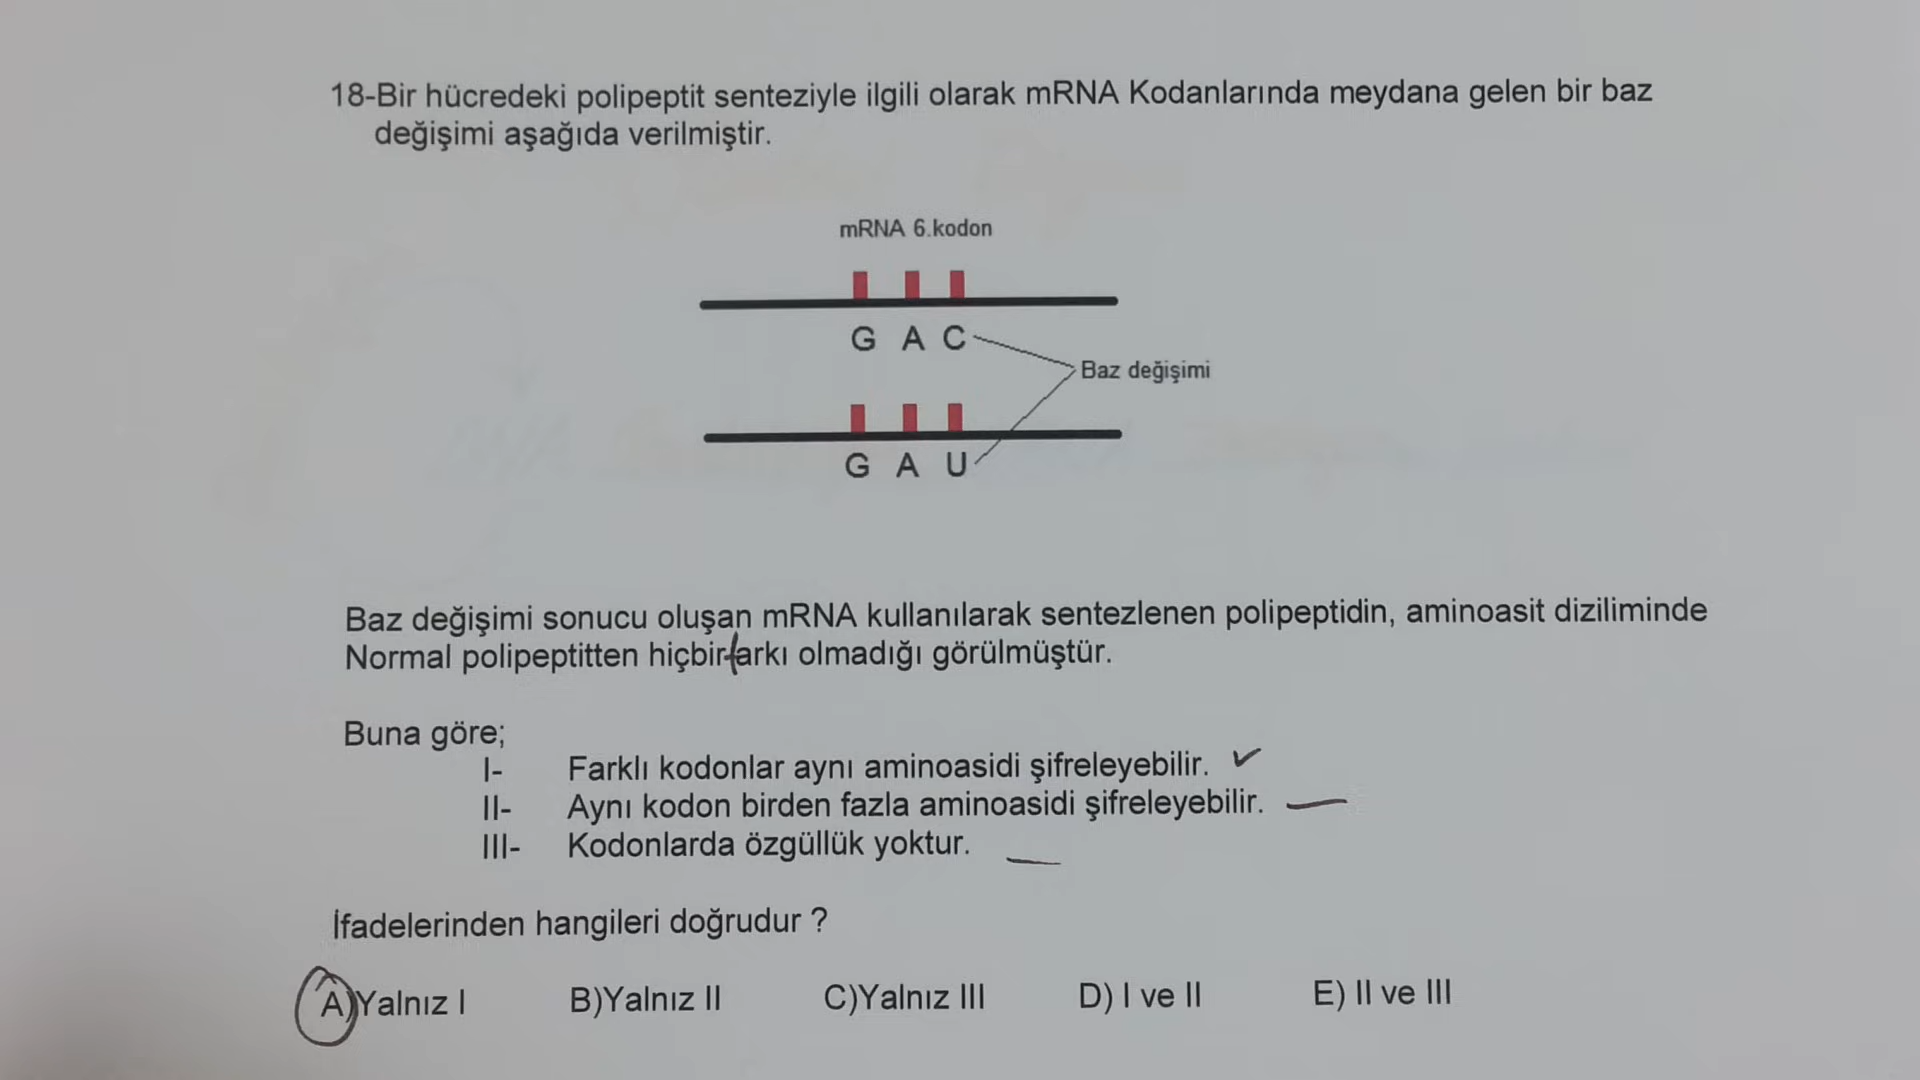 18-Bir hücredeki polipeptit senteziyle ilgili olarak mRNA Kodanlarında meydana gelen bir baz
değişimi aşağıda verilmiştir.
mRNA 6.kodon
G A C
Baz değişimi
G A U
Baz değişimi sonucu oluşan mRNA kullanılarak sentezlenen polipeptidin, aminoasit diziliminde
Normal polipeptitten hiçbir farkı olmadığı görülmüştür.
Buna göre;
I- Farklı kodonlar aynı aminoasidi şifreleyebilir.
II- Aynı kodon birden fazla aminoasidi şifreleyebilir.
III- Kodonlarda özgüllük yoktur.
İfadelerinden hangileri doğrudur ?
A)Yalnız I B)Yalnız II C)Yalnız III D) I ve II E) II ve III